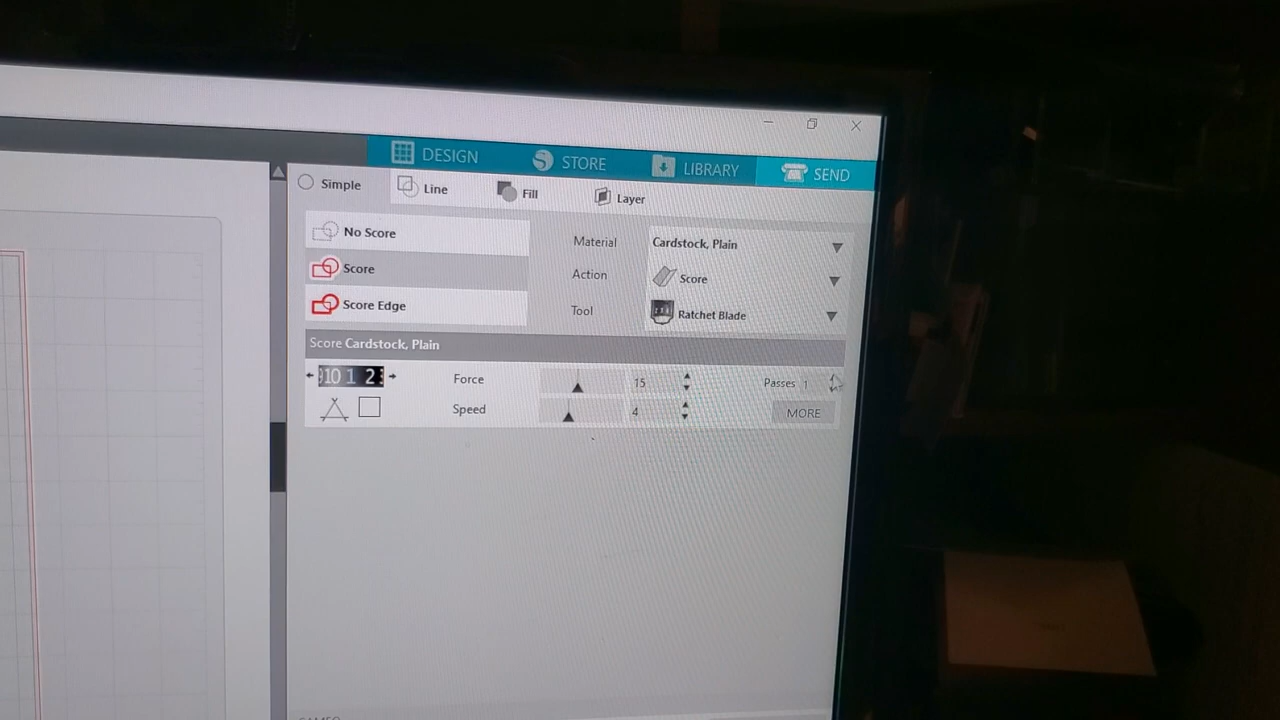 DESIGN STORE LIBRARY SEND
Simple Line Fill Layer
No Score
Score
Score Edge
Material Cardstock, Plain
Action Score
Tool Ratchet Blade
Score Cardstock, Plain
10 1 2 Force 15 Passes 1
Speed 4 MORE